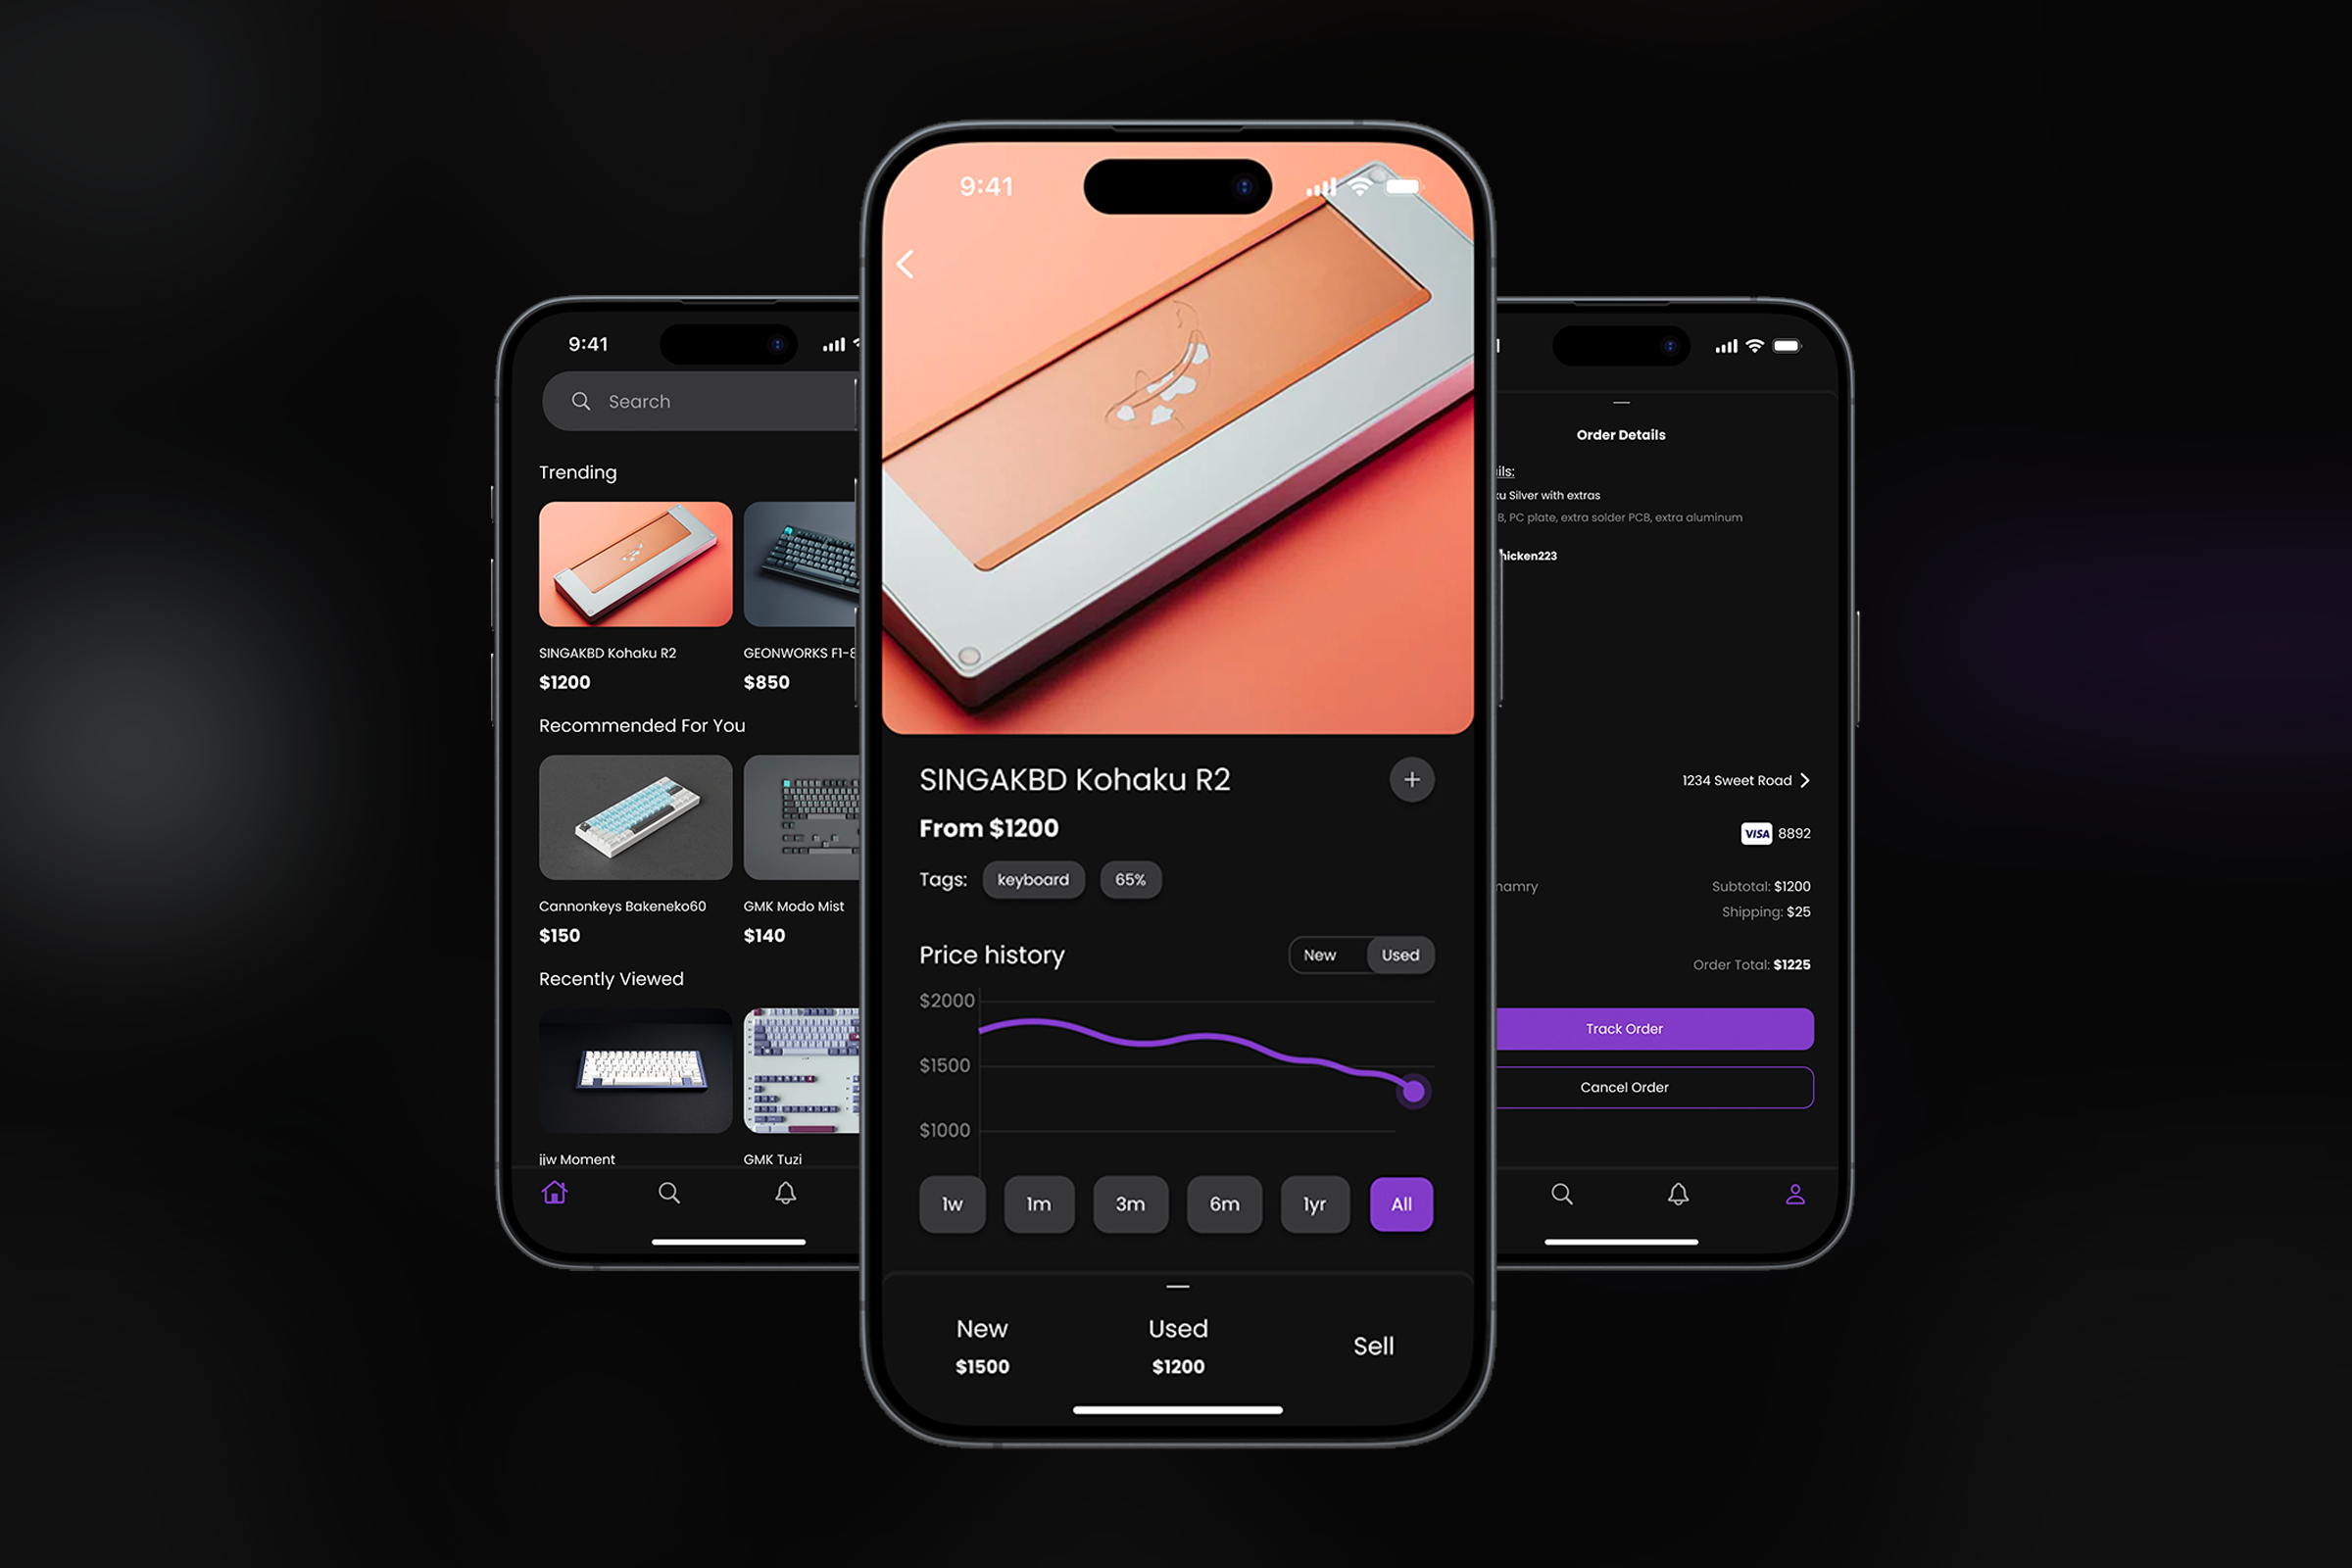 9:41
Search
Trending
SINGAKBD Kohaku R2
$1200
GEONWORKS F1-8
$850
Recommended For You
Cannonkeys Bakeneko60
$150
GMK Modo Mist
$140
Recently Viewed
jjw Moment
GMK Tuzi
9:41
SINGAKBD Kohaku R2
From $1200
Tags: keyboard 65%
Price history
New Used
$2000
$1500
$1000
1w 1m 3m 6m 1yr All
New
$1500
Used
$1200
Sell
Order Details
Silver with extras
PC plate, extra solder PCB, extra aluminum
1234 Sweet Road
VISA 8892
Subtotal: $1200
Shipping: $25
Order Total: $1225
Track Order
Cancel Order